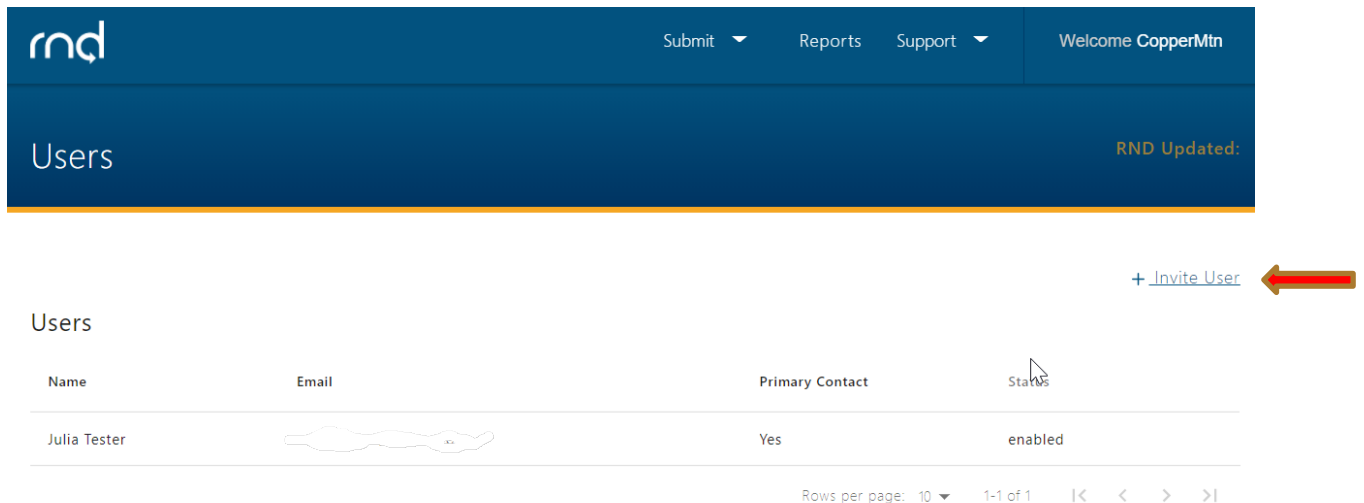 rnd
Submit Reports Support Welcome CopperMtn
Users
RND Updated:
+ Invite User
Users
Name Email Primary Contact Status
Julia Tester Yes enabled
Rows per page: 10 1-1 of 1